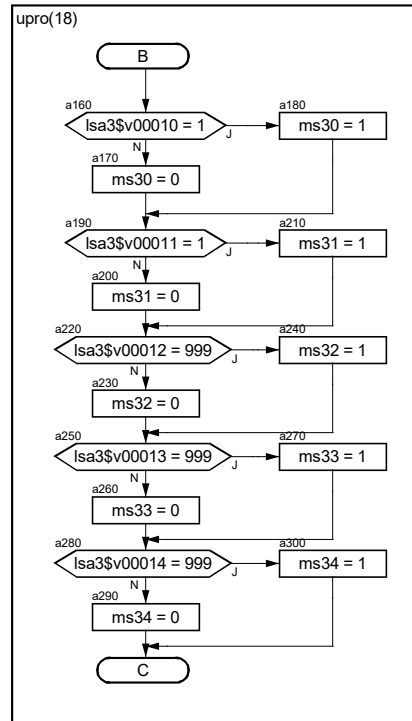 upro(18)
B
a160
lsa3$v00010 = 1
J
a180
ms30 = 1
N
a170
ms30 = 0
a190
lsa3$v00011 = 1
J
a210
ms31 = 1
N
a200
ms31 = 0
a220
lsa3$v00012 = 999
J
a240
ms32 = 1
N
a230
ms32 = 0
a250
lsa3$v00013 = 999
J
a270
ms33 = 1
N
a260
ms33 = 0
a280
lsa3$v00014 = 999
J
a300
ms34 = 1
N
a290
ms34 = 0
C